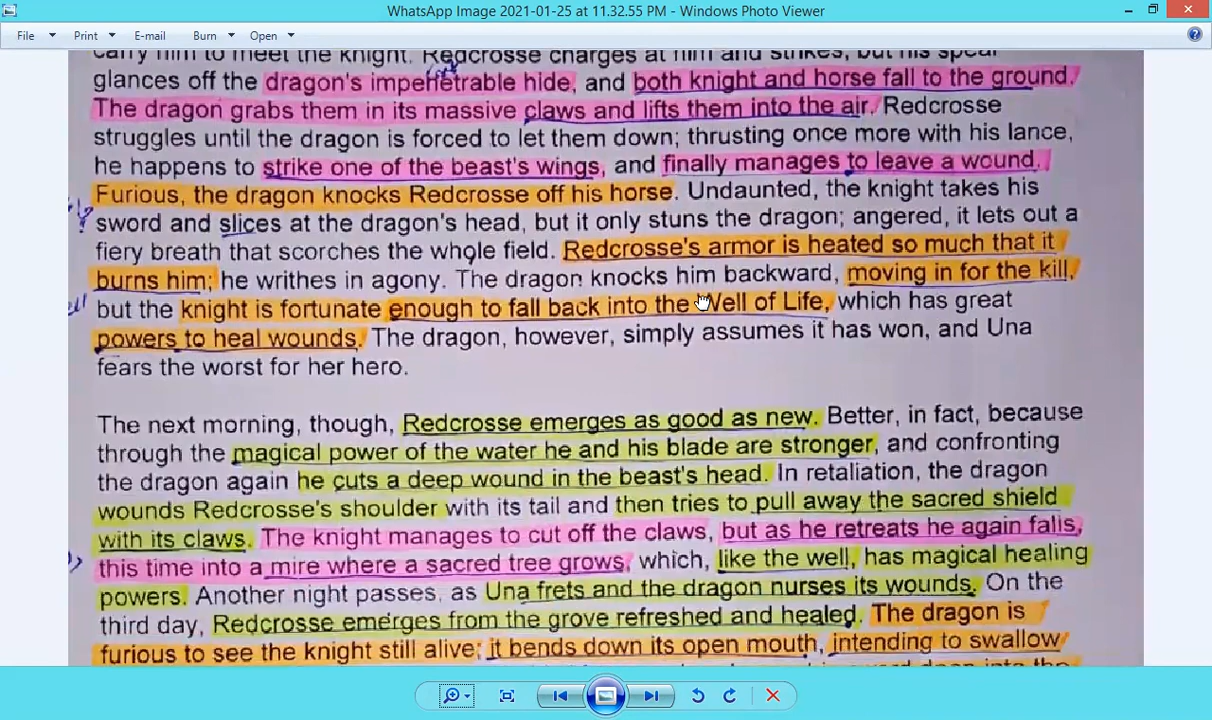 WhatsApp Image 2021-01-25 at 11.32.55 PM - Windows Photo Viewer
File Print E-mail Burn Open
carry him to meet the knight. Redcrosse charges at him and strikes, but his spear
glances off the dragon's impenetrable hide, and both knight and horse fall to the ground.
The dragon grabs them in its massive claws and lifts them into the air. Redcrosse
struggles until the dragon is forced to let them down; thrusting once more with his lance,
he happens to strike one of the beast's wings, and finally manages to leave a wound.
Furious, the dragon knocks Redcrosse off his horse. Undaunted, the knight takes his
sword and slices at the dragon's head, but it only stuns the dragon; angered, it lets out a
fiery breath that scorches the whole field. Redcrosse's armor is heated so much that it
burns him; he writhes in agony. The dragon knocks him backward, moving in for the kill,
but the knight is fortunate enough to fall back into the Well of Life, which has great
powers to heal wounds. The dragon, however, simply assumes it has won, and Una
fears the worst for her hero.
The next morning, though, Redcrosse emerges as good as new. Better, in fact, because
through the magical power of the water he and his blade are stronger, and confronting
the dragon again he cuts a deep wound in the beast's head. In retaliation, the dragon
wounds Redcrosse's shoulder with its tail and then tries to pull away the sacred shield
with its claws. The knight manages to cut off the claws, but as he retreats he again falls,
this time into a mire where a sacred tree grows, which, like the well, has magical healing
powers. Another night passes, as Una frets and the dragon nurses its wounds. On the
third day, Redcrosse emerges from the grove refreshed and healed. The dragon is
furious to see the knight still alive; it bends down its open mouth, intending to swallow